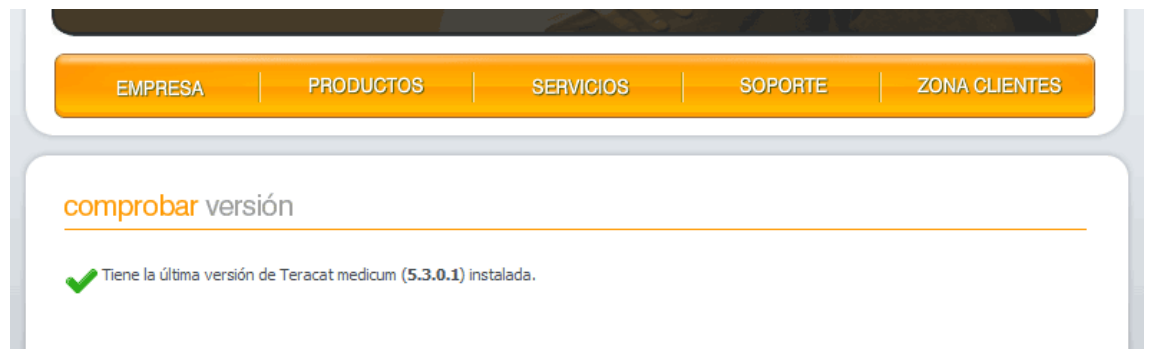 EMPRESA PRODUCTOS SERVICIOS SOPORTE ZONA CLIENTES
comprobar versión
Tiene la última versión de Teracat medicum (5.3.0.1) instalada.